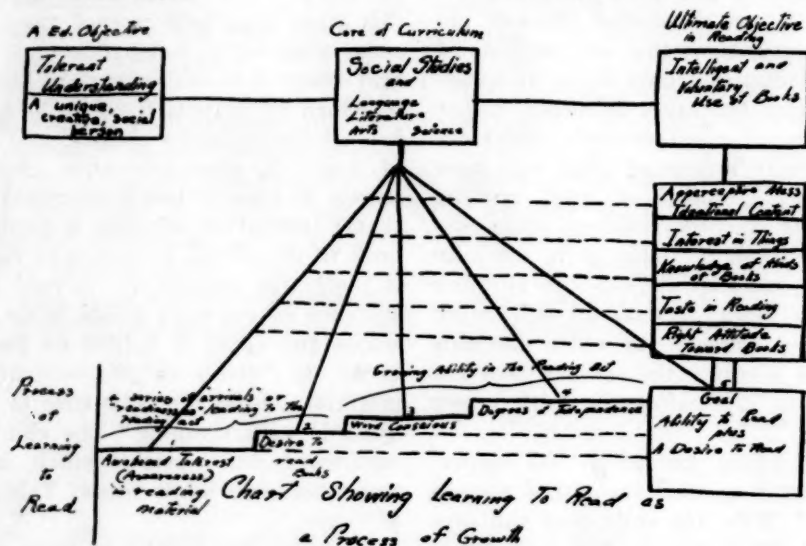 A Ed. Objective
Tolerant
Understanding
A unique,
creative, social
person
Core of Curriculum
Social Studies
and
Language
Literature
Arts Science
Ultimate Objective
in Reading
Intelligent and
Voluntary
Use of Books
Apperceptive Mass
Ideational Content
Interest in Things
Knowledge of Kinds
of Books
Taste in Reading
Right Attitude
Toward Books
Process
of
Learning
to
Read
a series of "arrivals" or
"readinesses" leading to the
reading act
Growing Ability in The Reading Act
1
Awakened Interest
(Awareness)
in reading
material
2
Desire to
read
Books
3
Word Conscious
4
Degrees of Independence
5
Goal
Ability to Read
plus
A Desire to Read
Chart Showing Learning To Read as
a Process of Growth